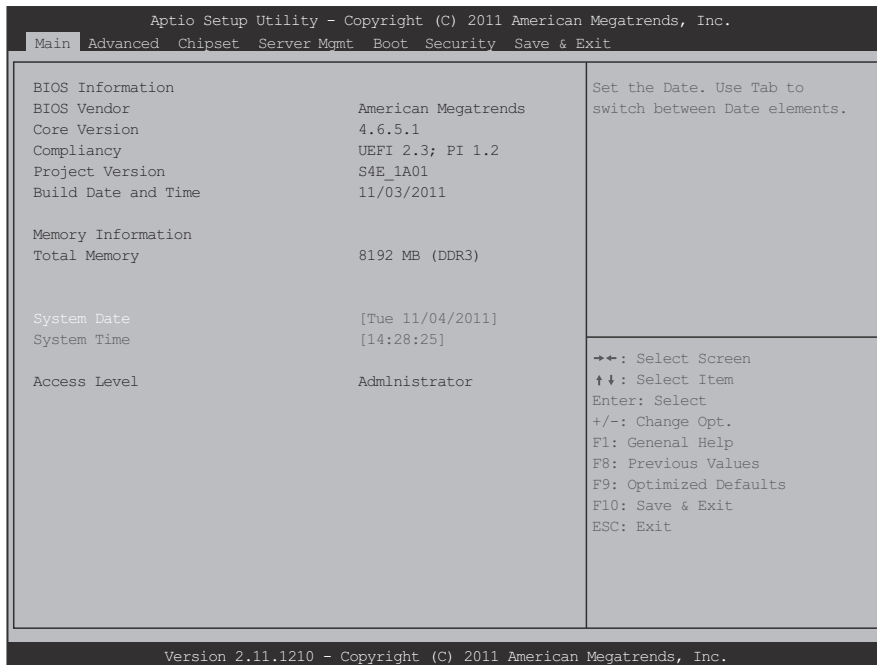 Aptio Setup Utility - Copyright (C) 2011 American Megatrends, Inc.
Main Advanced Chipset Server Mgmt Boot Security Save & Exit
BIOS Information
BIOS Vendor American Megatrends
Core Version 4.6.5.1
Compliancy UEFI 2.3; PI 1.2
Project Version S4E_1A01
Build Date and Time 11/03/2011
Memory Information
Total Memory 8192 MB (DDR3)
System Date [Tue 11/04/2011]
System Time [14:28:25]
Access Level Admlnistrator
Set the Date. Use Tab to
switch between Date elements.
→←: Select Screen
↑↓: Select Item
Enter: Select
+/-: Change Opt.
F1: Genenal Help
F8: Previous Values
F9: Optimized Defaults
F10: Save & Exit
ESC: Exit
Version 2.11.1210 - Copyright (C) 2011 American Megatrends, Inc.